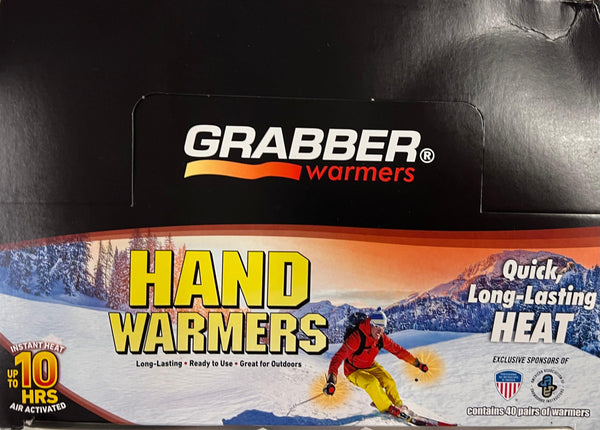 GRABBER®
warmers
HAND
WARMERS
Long-Lasting • Ready to Use • Great for Outdoors
Quick,
Long-Lasting
HEAT
INSTANT HEAT
UP TO
10
HRS
AIR ACTIVATED
EXCLUSIVE SPONSORS OF
contains 40 pairs of warmers